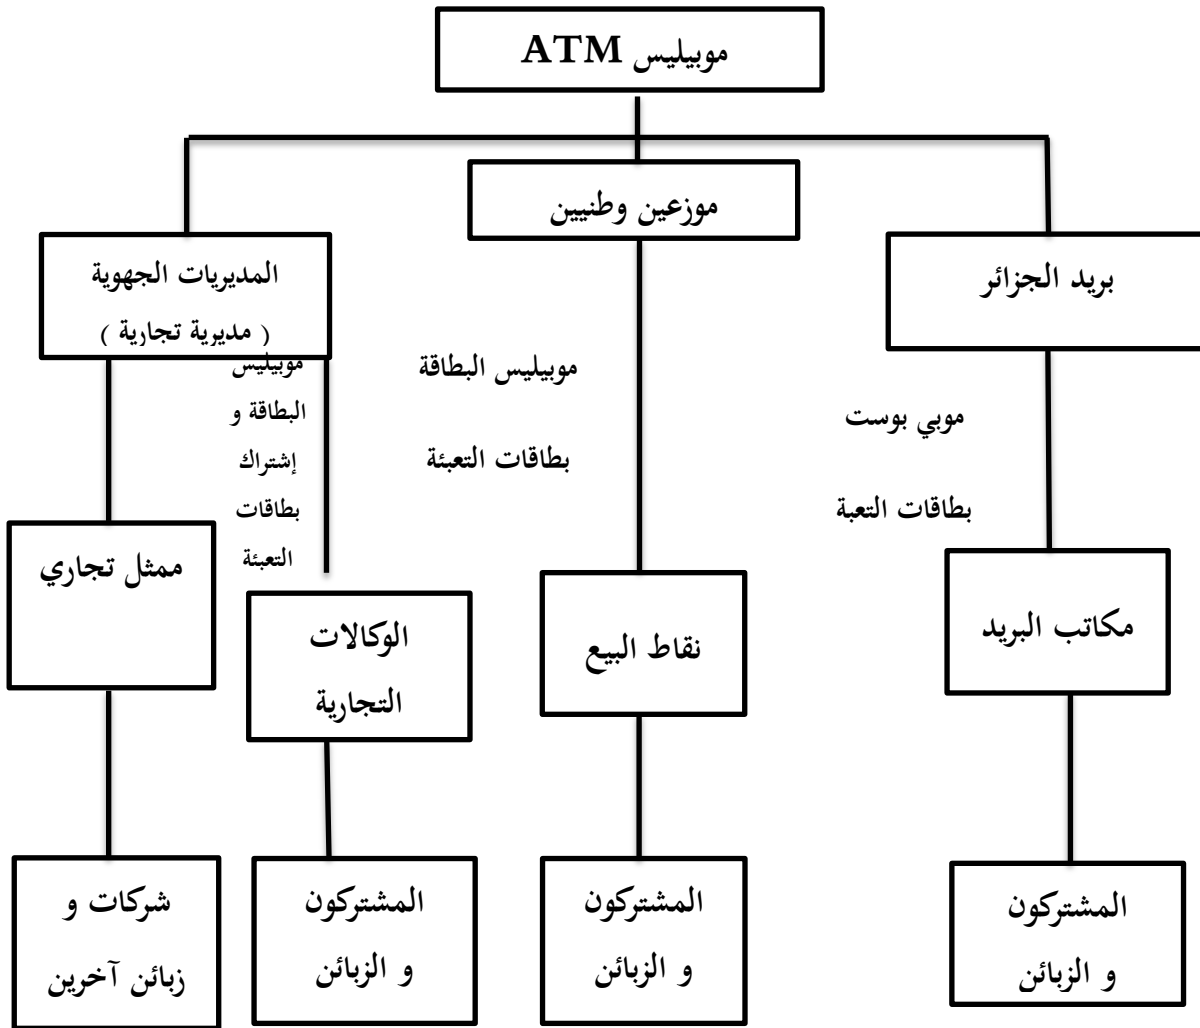 موبيليس ATM
موزعين وطنيين
بريد الجزائر
المديريات الجهوية
( مديرية تجارية )
موبيليس البطاقة
بطاقات التعبئة
موبيليس
البطاقة و
إشتراك
بطاقات
التعبئة
موبي بوست
بطاقات التعبة
مكاتب البريد
نقاط البيع
الوكالات
التجارية
ممثل تجاري
المشتركون
و الزبائن
المشتركون
و الزبائن
المشتركون
و الزبائن
شركات و
زبائن آخرين